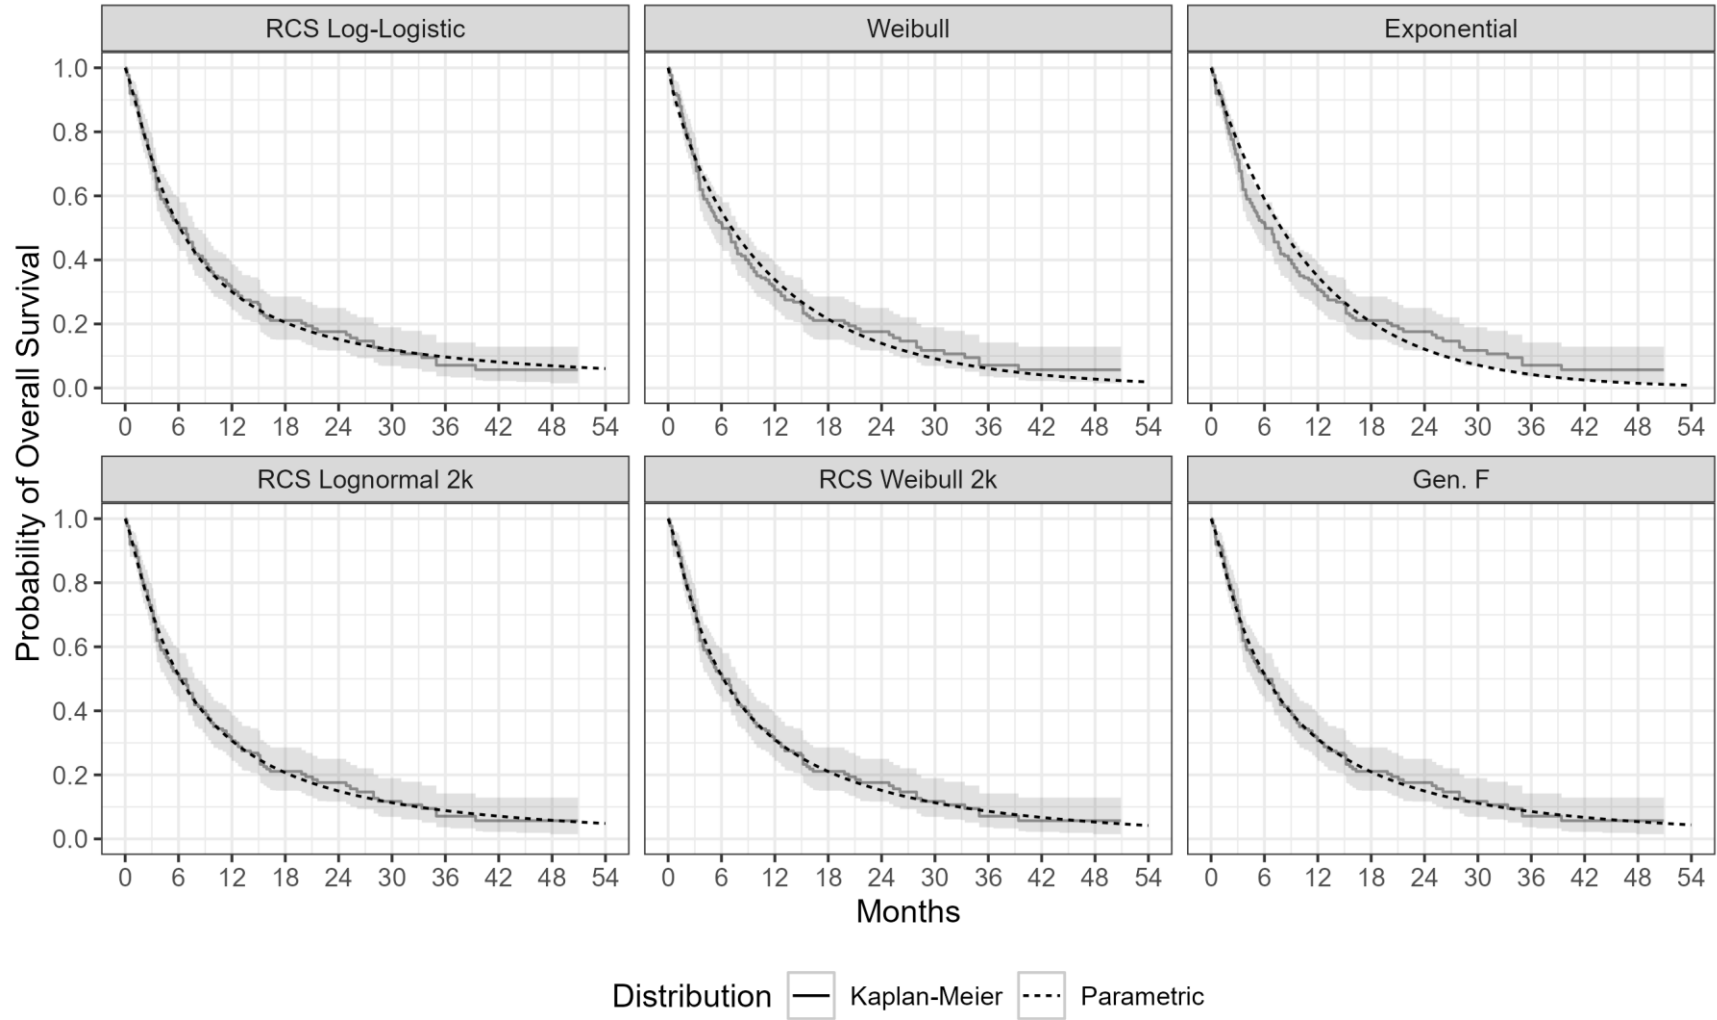 RCS Log-Logistic
Weibull
Exponential
1.0
0.8
0.6
0.4
0.2
0.0
0 6 12 18 24 30 36 42 48 54
0 6 12 18 24 30 36 42 48 54
0 6 12 18 24 30 36 42 48 54
Probability of Overall Survival
RCS Lognormal 2k
RCS Weibull 2k
Gen. F
1.0
0.8
0.6
0.4
0.2
0.0
0 6 12 18 24 30 36 42 48 54
0 6 12 18 24 30 36 42 48 54
0 6 12 18 24 30 36 42 48 54
Months
Distribution Kaplan-Meier Parametric